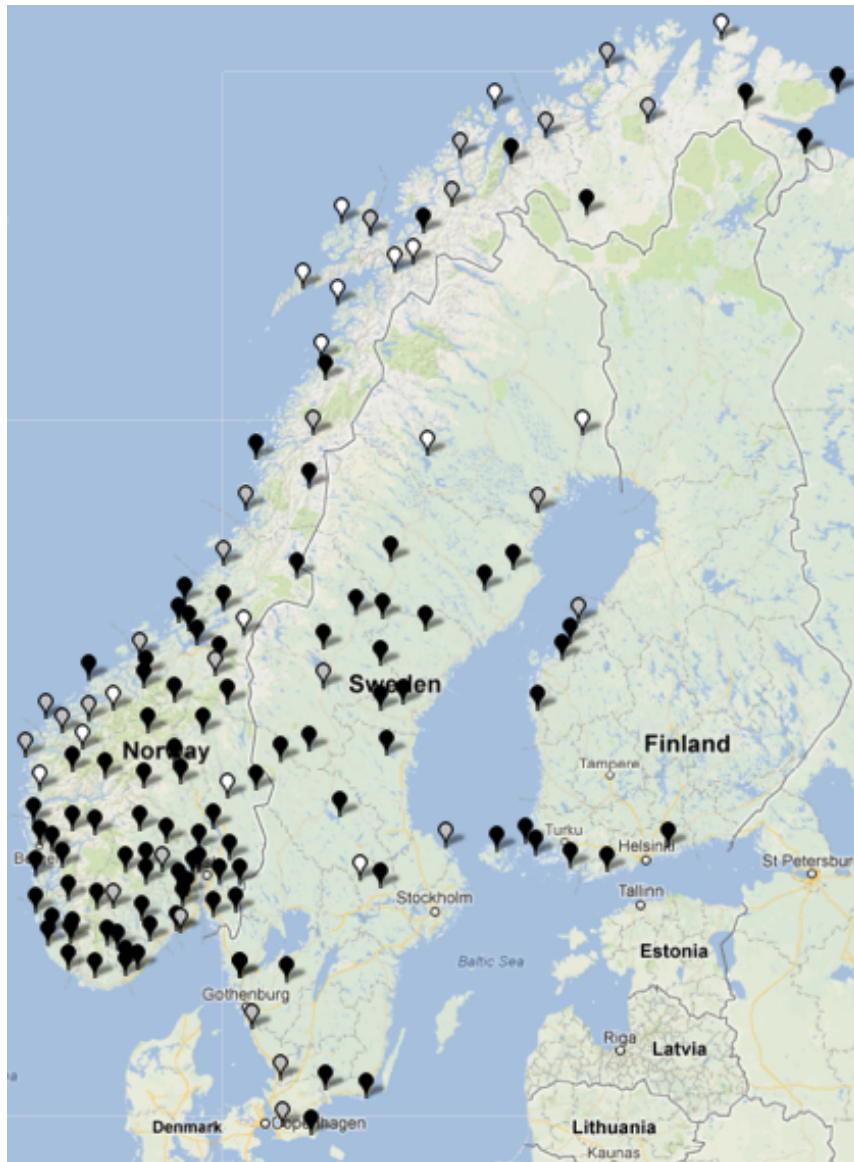 Sweden
Norway
Finland
Tampere
Turku
Helsinki
St Petersburg
Stockholm
Tallinn
Estonia
Baltic Sea
Gothenburg
Riga
Latvia
Denmark
Copenhagen
Lithuania
Kaunas